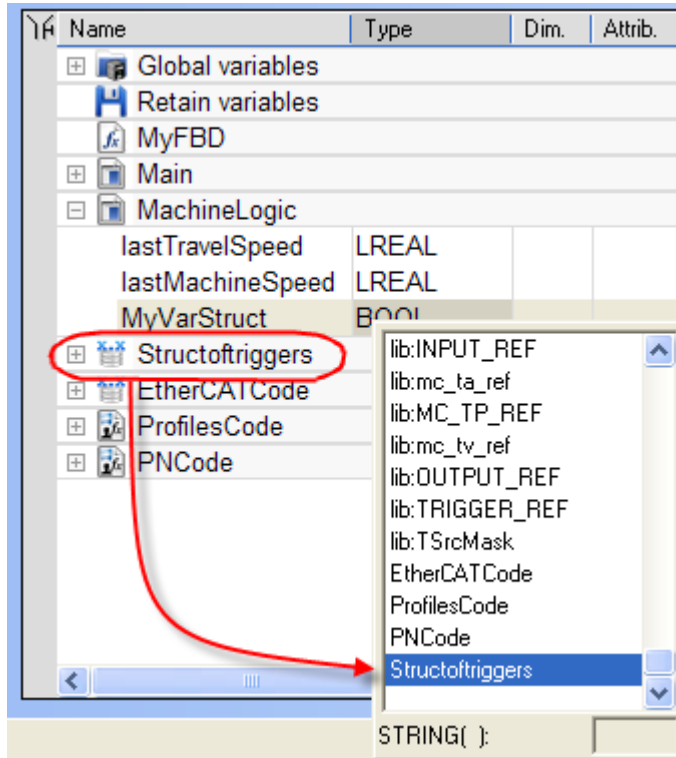 Name Type Dim. Attrib.
Global variables
Retain variables
MyFBD
Main
MachineLogic
lastTravelSpeed LREAL
lastMachineSpeed LREAL
MyVarStruct BOOL
Structoftriggers
EtherCATCode
ProfilesCode
PNCode
lib:INPUT_REF
lib:mc_ta_ref
lib:MC_TP_REF
lib:mc_tv_ref
lib:OUTPUT_REF
lib:TRIGGER_REF
lib:TSrcMask
EtherCATCode
ProfilesCode
PNCode
Structoftriggers
STRING( ):